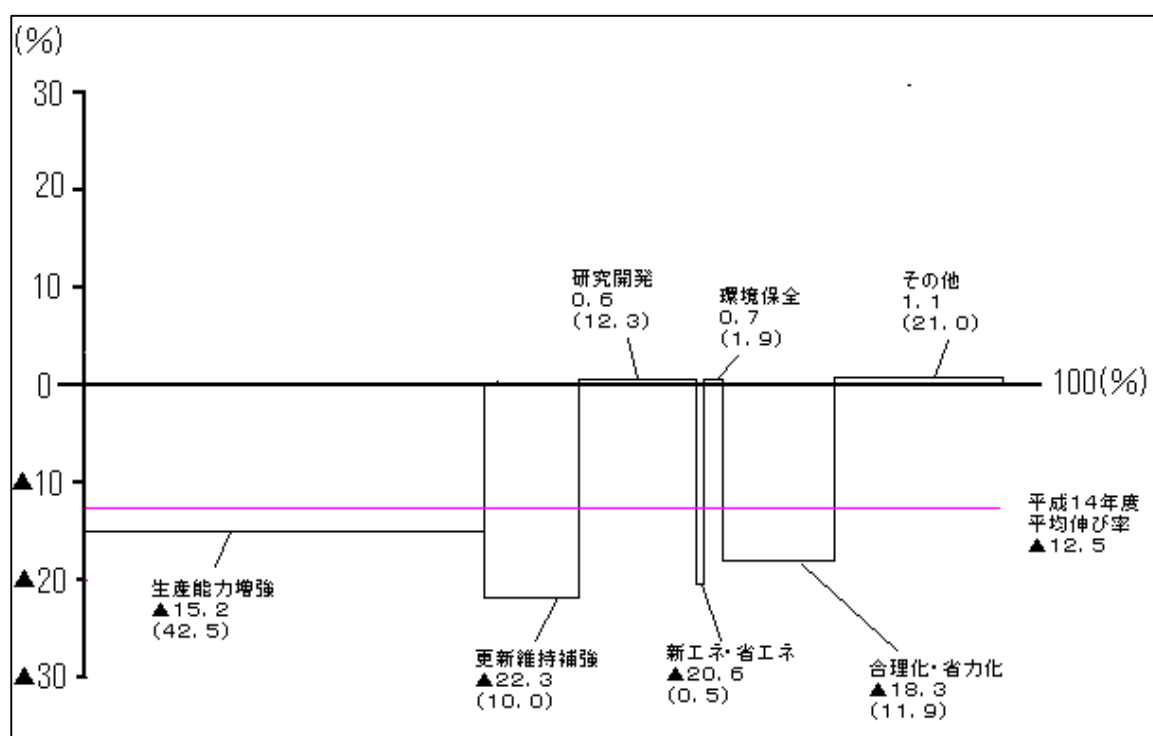 (%)
30
20
10
0
▲10
▲20
▲30
研究開発
0.6
(12.3)
環境保全
0.7
(1.9)
その他
1.1
(21.0)
100(%)
平成14年度
平均伸び率
▲12.5
生産能力増強
▲15.2
(42.5)
更新維持補強
▲22.3
(10.0)
新エネ・省エネ
▲20.6
(0.5)
合理化・省力化
▲18.3
(11.9)